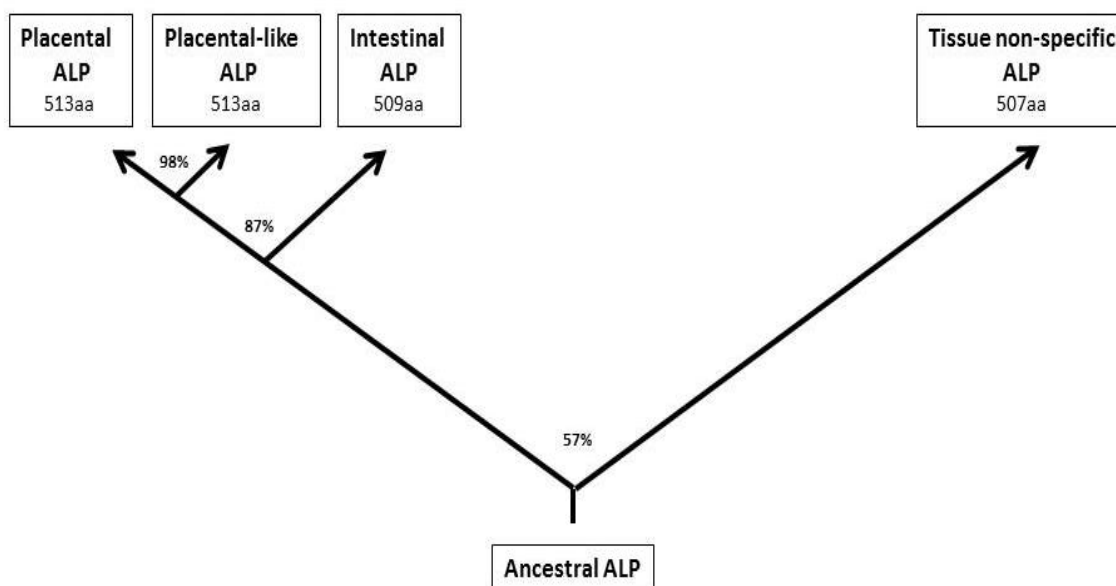 Placental
ALP
513aa
Placental-like
ALP
513aa
Intestinal
ALP
509aa
Tissue non-specific
ALP
507aa
98%
87%
57%
Ancestral ALP